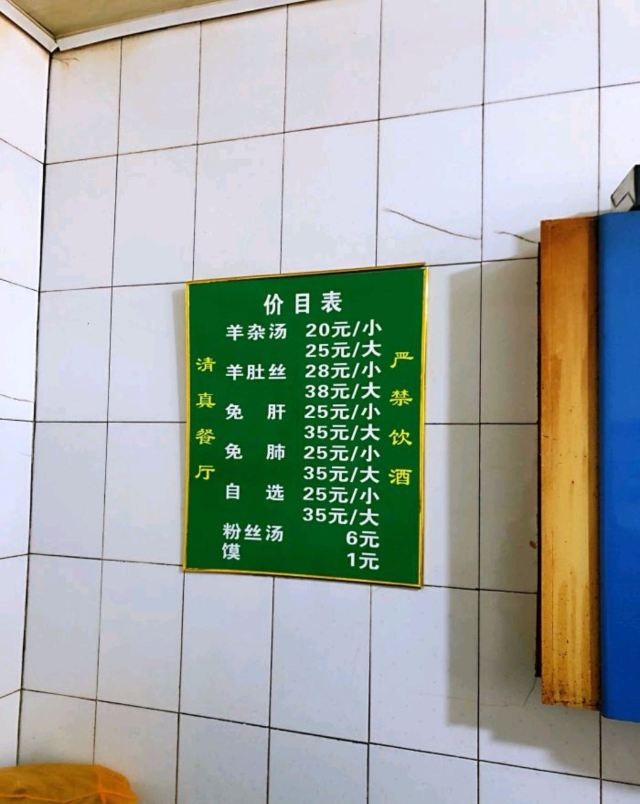 价目表
羊杂汤 20元/小
25元/大
羊肚丝 28元/小
38元/大
免 肝 25元/小
35元/大
免 肺 25元/小
35元/大
自 选 25元/小
35元/大
粉丝汤 6元
馍 1元
清真餐厅
严禁饮酒